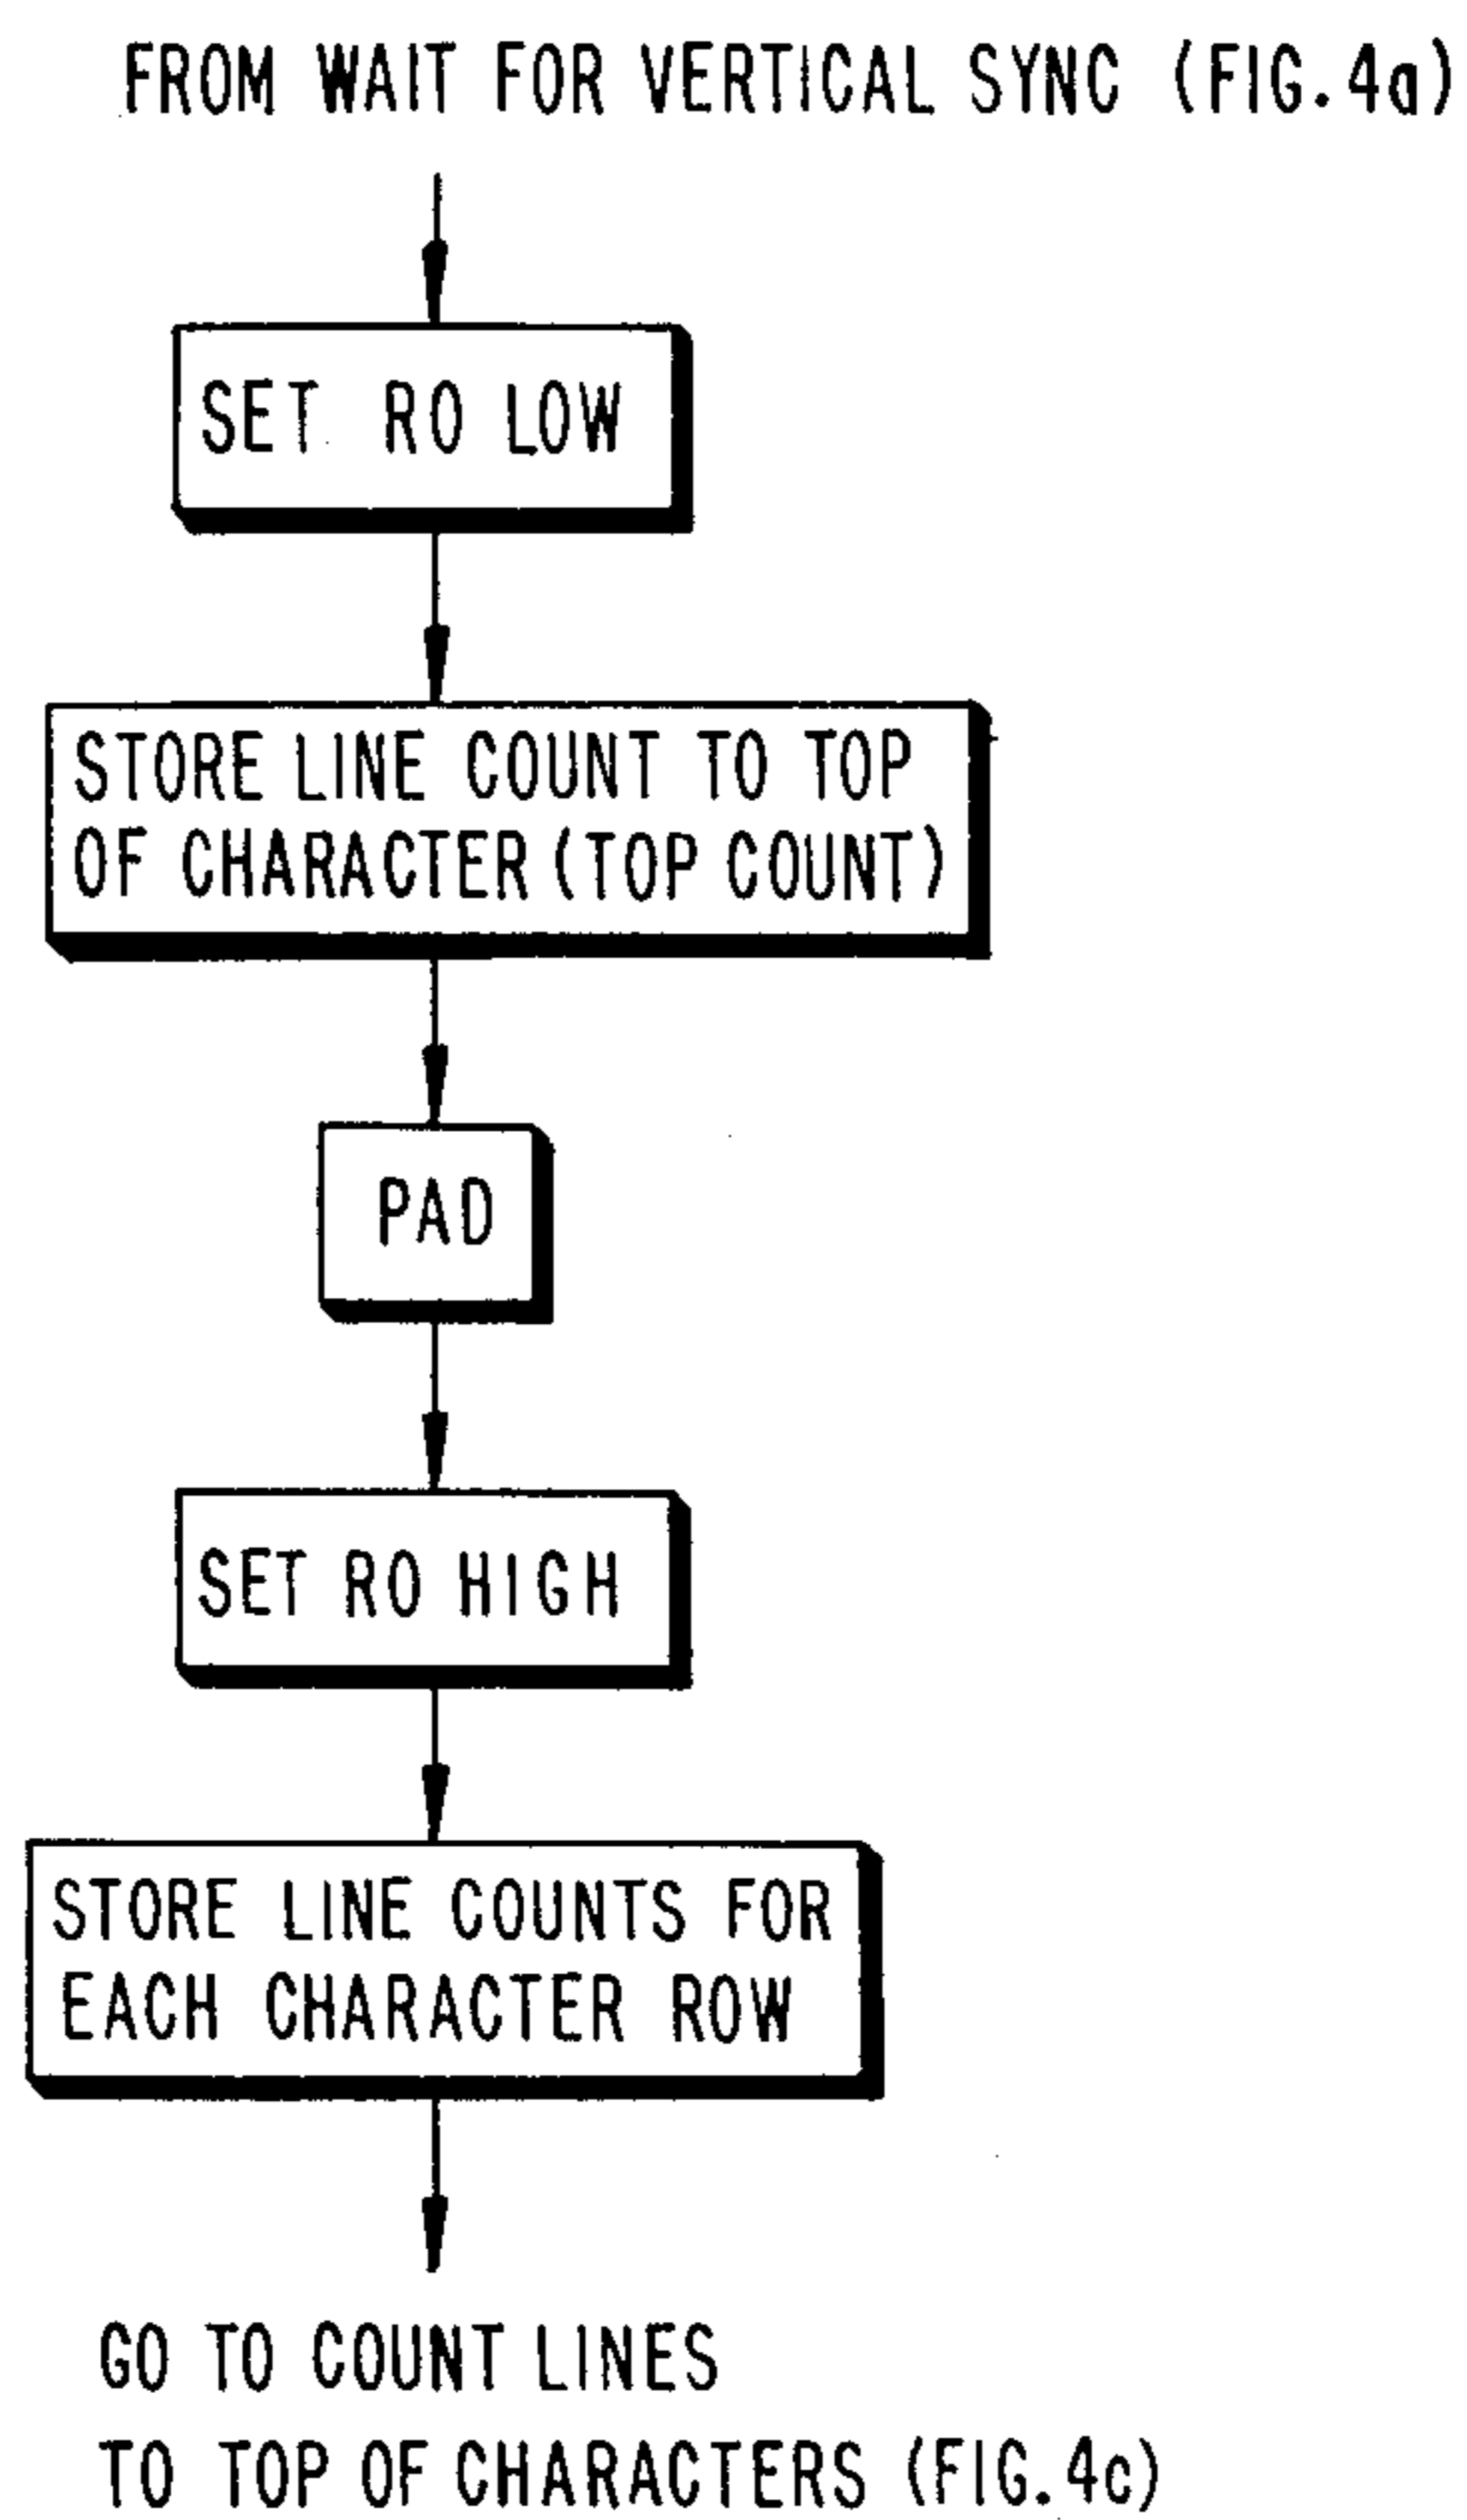 FROM WAIT FOR VERTICAL SYNC (FIG.4a)
SET RO LOW
STORE LINE COUNT TO TOP
OF CHARACTER (TOP COUNT)
PAD
SET RO HIGH
STORE LINE COUNTS FOR
EACH CHARACTER ROW
GO TO COUNT LINES
TO TOP OF CHARACTERS (FIG.4c)